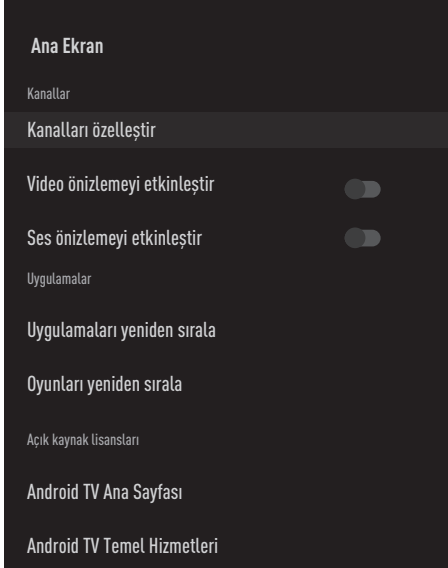 Ana Ekran
Kanallar
Kanalları özelleştir
Video önizlemeyi etkinleştir
Ses önizlemeyi etkinleştir
Uygulamalar
Uygulamaları yeniden sırala
Oyunları yeniden sırala
Açık kaynak lisansları
Android TV Ana Sayfası
Android TV Temel Hizmetleri